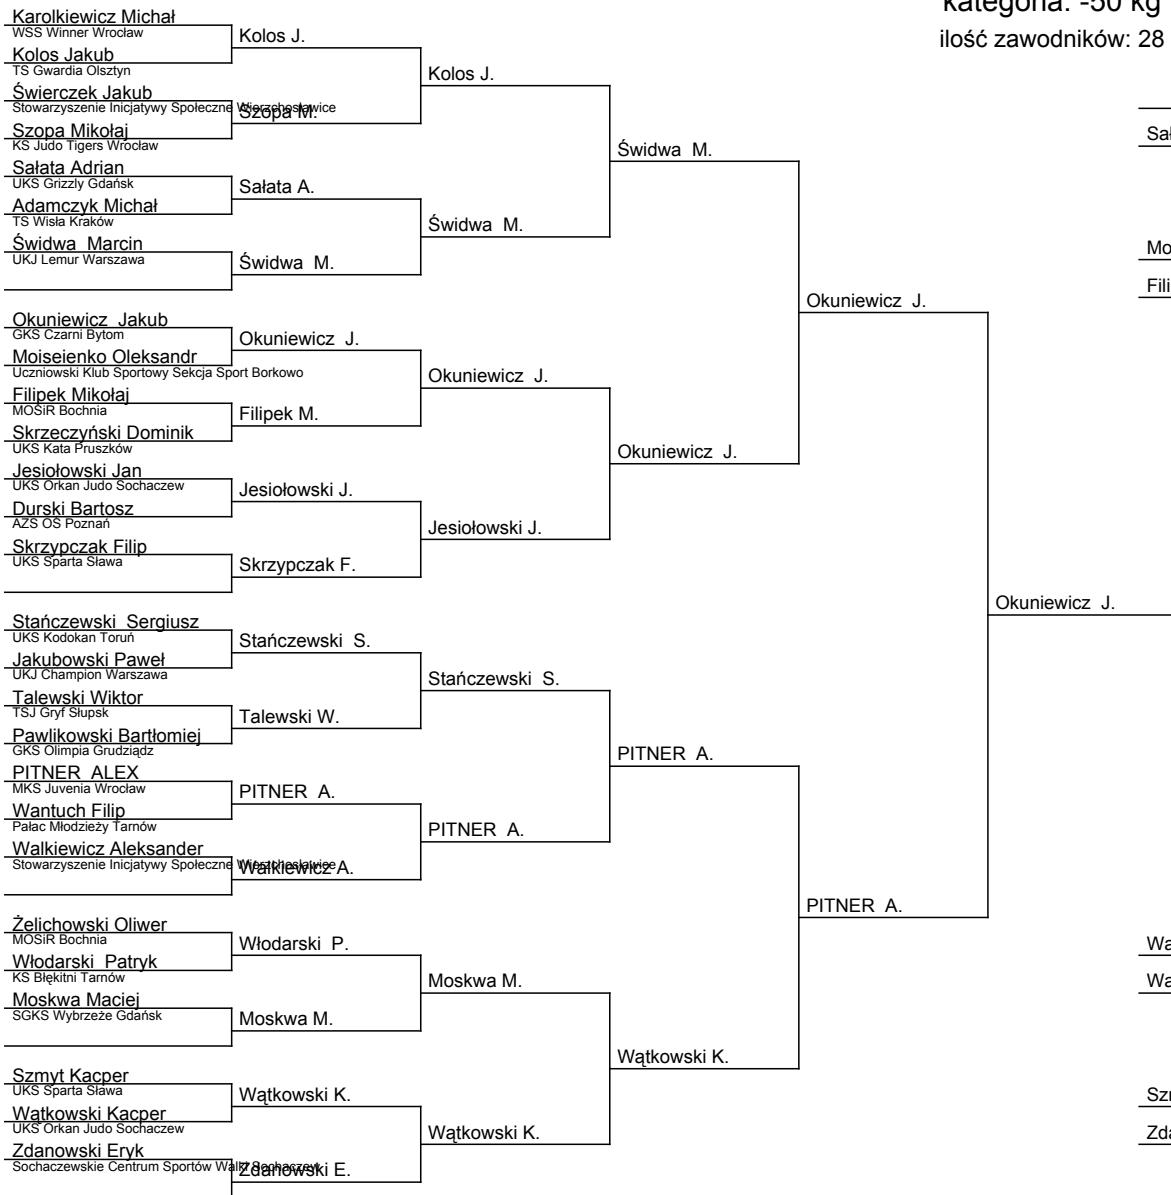 kategoria: -50 kg
ilość zawodników: 28
Karolkiewicz Michał
WSS Winner Wrocław
Kolos Jakub
TS Gwardia Olsztyn
Świerczek Jakub
Stowarzyszenie Inicjatywy Społeczne Wierzchosławice
Szopa Mikołaj
KS Judo Tigers Wrocław
Sałata Adrian
UKS Grizzly Gdańsk
Adamczyk Michał
TS Wisła Kraków
Świdwa Marcin
UKJ Lemur Warszawa
Okuniewicz Jakub
GKS Czarni Bytom
Moiseienko Oleksandr
Uczniowski Klub Sportowy Sekcja Sport Borkowo
Filipek Mikołaj
MOSiR Bochnia
Skrzeczyński Dominik
UKS Kata Pruszków
Jesiołowski Jan
UKS Orkan Judo Sochaczew
Durski Bartosz
AZS OŚ Poznań
Skrzypczak Filip
UKS Sparta Sława
Stańczewski Sergiusz
UKS Kodokan Toruń
Jakubowski Paweł
UKJ Champion Warszawa
Talewski Wiktor
TSJ Gryf Słupsk
Pawlikowski Bartłomiej
GKS Olimpia Grudziądz
PITNER ALEX
MKS Juvenia Wrocław
Wantuch Filip
Pałac Młodzieży Tarnów
Walkiewicz Aleksander
Stowarzyszenie Inicjatywy Społeczne Wierzchosławice
Żelichowski Oliwer
MOSiR Bochnia
Włodarski Patryk
KS Błękitni Tarnów
Moskwa Maciej
SGKS Wybrzeże Gdańsk
Szmyt Kacper
UKS Sparta Sława
Wątkowski Kacper
UKS Orkan Judo Sochaczew
Zdanowski Eryk
Sochaczewskie Centrum Sportów Walki Sochaczew
Kolos J.
Szopa M.
Sałata A.
Świdwa M.
Okuniewicz J.
Filipek M.
Jesiołowski J.
Skrzypczak F.
Stańczewski S.
Talewski W.
PITNER A.
Walkiewicz A.
Włodarski P.
Moskwa M.
Wątkowski K.
Zdanowski E.
Kolos J.
Świdwa M.
Okuniewicz J.
Jesiołowski J.
Stańczewski S.
PITNER A.
Moskwa M.
Wątkowski K.
Świdwa M.
Okuniewicz J.
PITNER A.
Wątkowski K.
Okuniewicz J.
PITNER A.
Okuniewicz J.
Mo
Fili
Wa
Wa
Zda